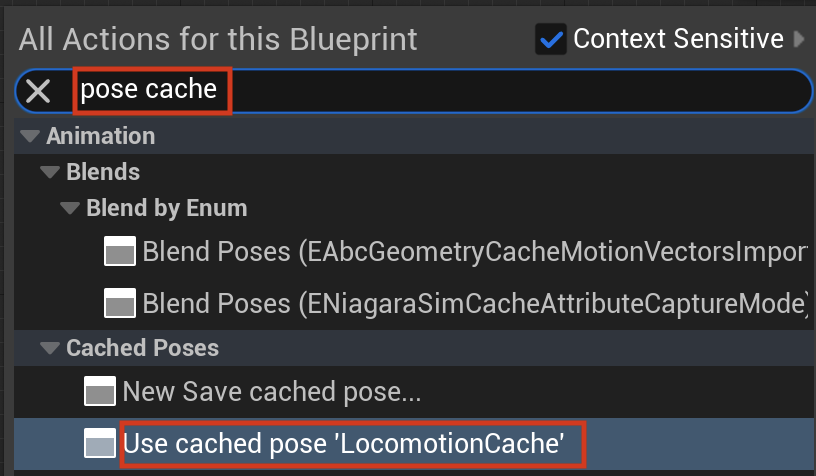 All Actions for this Blueprint
Context Sensitive
pose cache
Animation
Blends
Blend by Enum
Blend Poses (EAbcGeometryCacheMotionVectorsImpor
Blend Poses (ENiagaraSimCacheAttributeCaptureMode)
Cached Poses
New Save cached pose...
Use cached pose 'LocomotionCache'